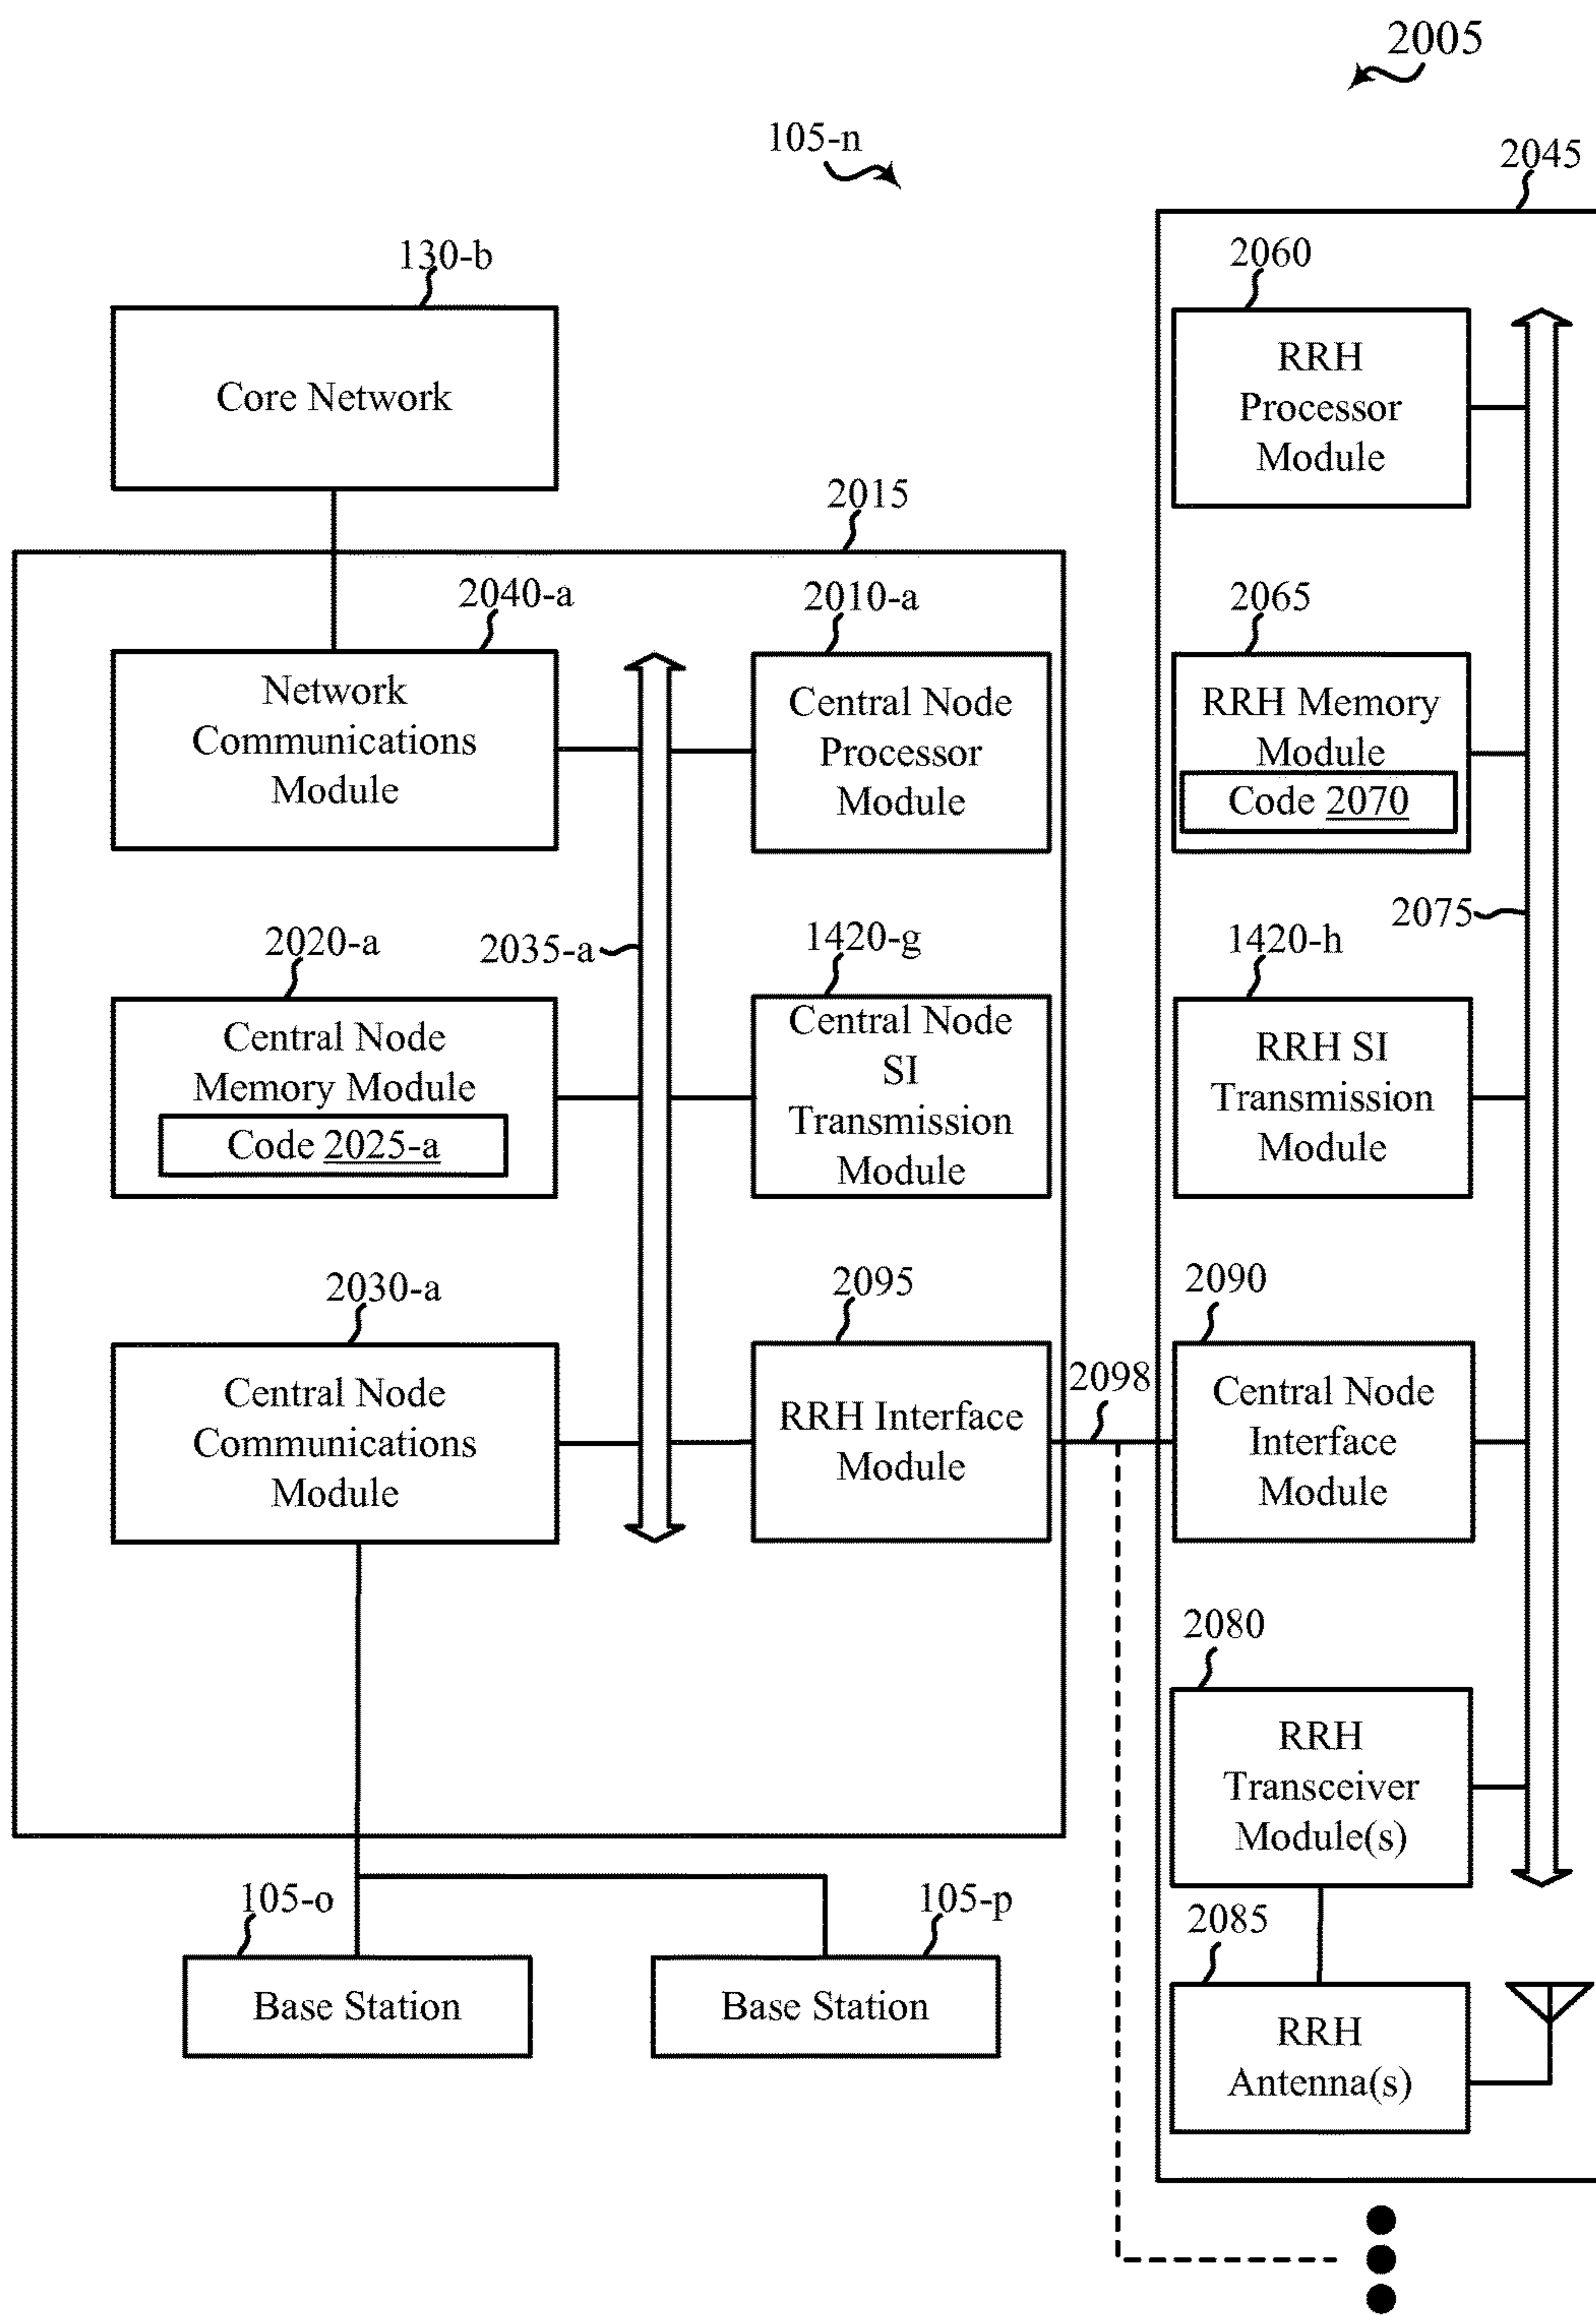 2005
105-n
2045
130-b
Core Network
2060
RRH
Processor
Module
2015
2040-a
Network
Communications
Module
2010-a
Central Node
Processor
Module
2065
RRH Memory
Module
Code 2070
2075
2020-a
Central Node
Memory Module
Code 2025-a
2035-a
1420-g
Central Node
SI
Transmission
Module
1420-h
RRH SI
Transmission
Module
2030-a
Central Node
Communications
Module
2095
RRH Interface
Module
2098
2090
Central Node
Interface
Module
2080
RRH
Transceiver
Module(s)
105-o
Base Station
105-p
Base Station
2085
RRH
Antenna(s)